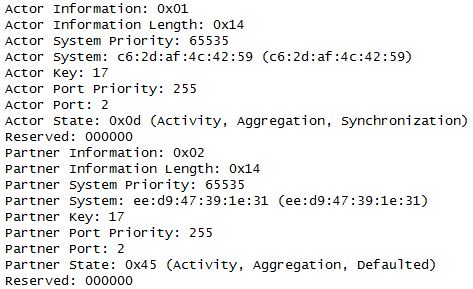 Actor Information: 0x01
Actor Information Length: 0x14
Actor System Priority: 65535
Actor System: c6:2d:af:4c:42:59 (c6:2d:af:4c:42:59)
Actor Key: 17
Actor Port Priority: 255
Actor Port: 2
Actor State: 0x0d (Activity, Aggregation, Synchronization)
Reserved: 000000
Partner Information: 0x02
Partner Information Length: 0x14
Partner System Priority: 65535
Partner System: ee:d9:47:39:1e:31 (ee:d9:47:39:1e:31)
Partner Key: 17
Partner Port Priority: 255
Partner Port: 2
Partner State: 0x45 (Activity, Aggregation, Defaulted)
Reserved: 000000